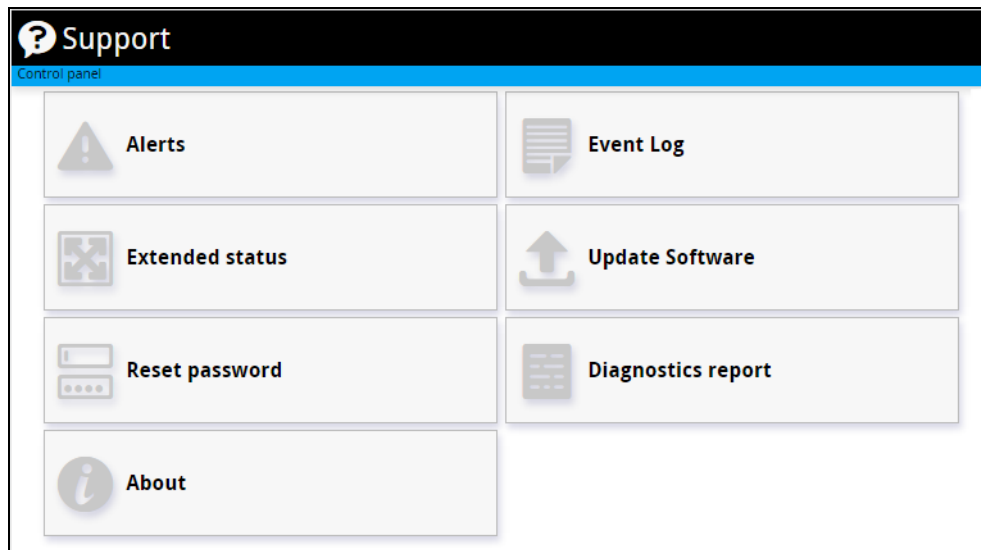 Support
Control panel
Alerts
Event Log
Extended status
Update Software
Reset password
Diagnostics report
About